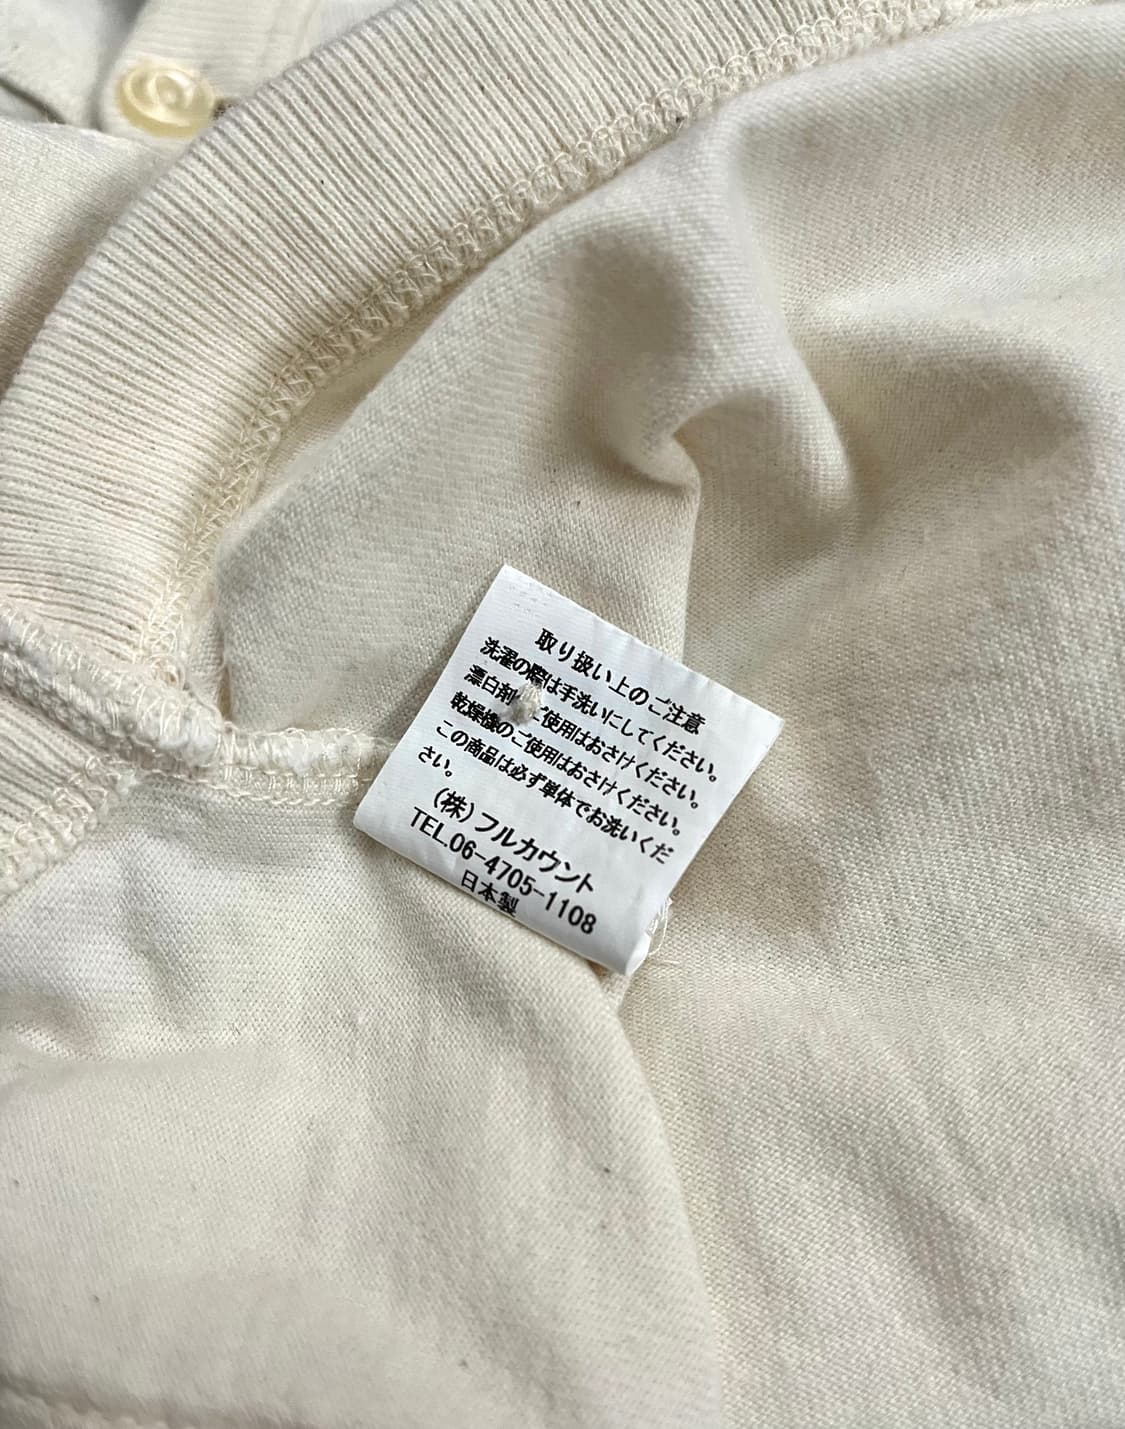 取り扱い上のご注意
洗濯の際は手洗いにしてください。
漂白剤ご使用はおさけください。
乾燥機のご使用はおさけください。
この商品は必ず単体でお洗いくだ
さい。
(株)フルカウント
TEL.06-4705-1108
日本製